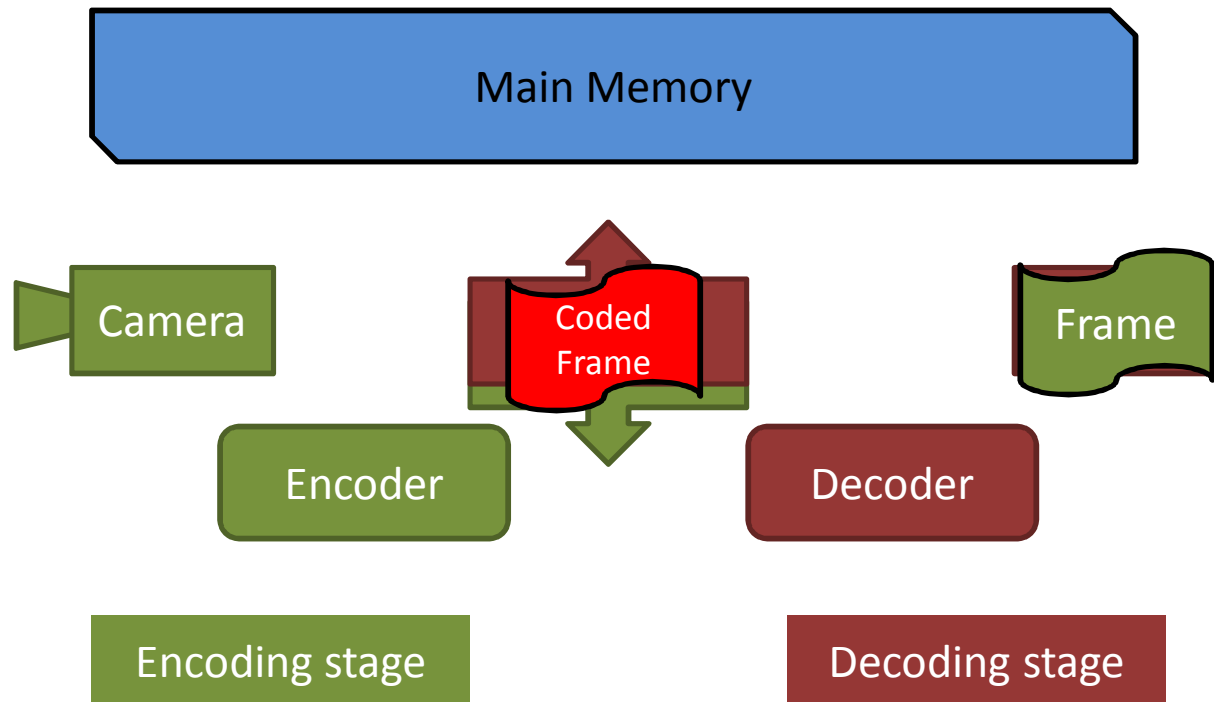 Main Memory
Camera
Coded
Frame
Frame
Encoder
Decoder
Encoding stage
Decoding stage